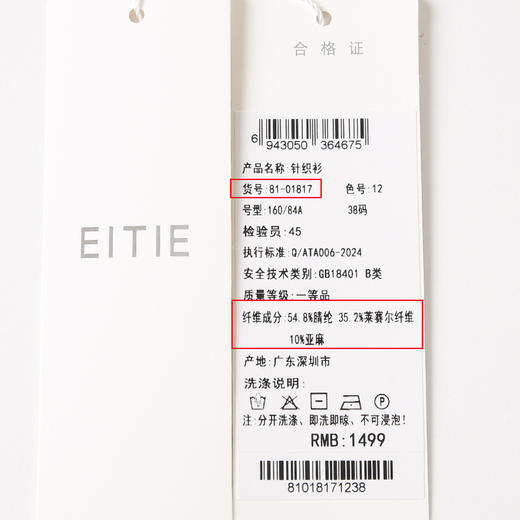 EITIE
合格证
6 943050 364675
产品名称:针织衫
货号:81-01817 色号:12
号型:160/84A 38码
检验员:45
执行标准:Q/ATA006-2024
安全技术类别:GB18401 B类
质量等级:一等品
纤维成分:54.8%腈纶 35.2%莱赛尔纤维
10%亚麻
产地:广东深圳市
洗涤说明:
P
注:分开洗涤、即洗即晾、不可浸泡!
RMB:1499
81018171238